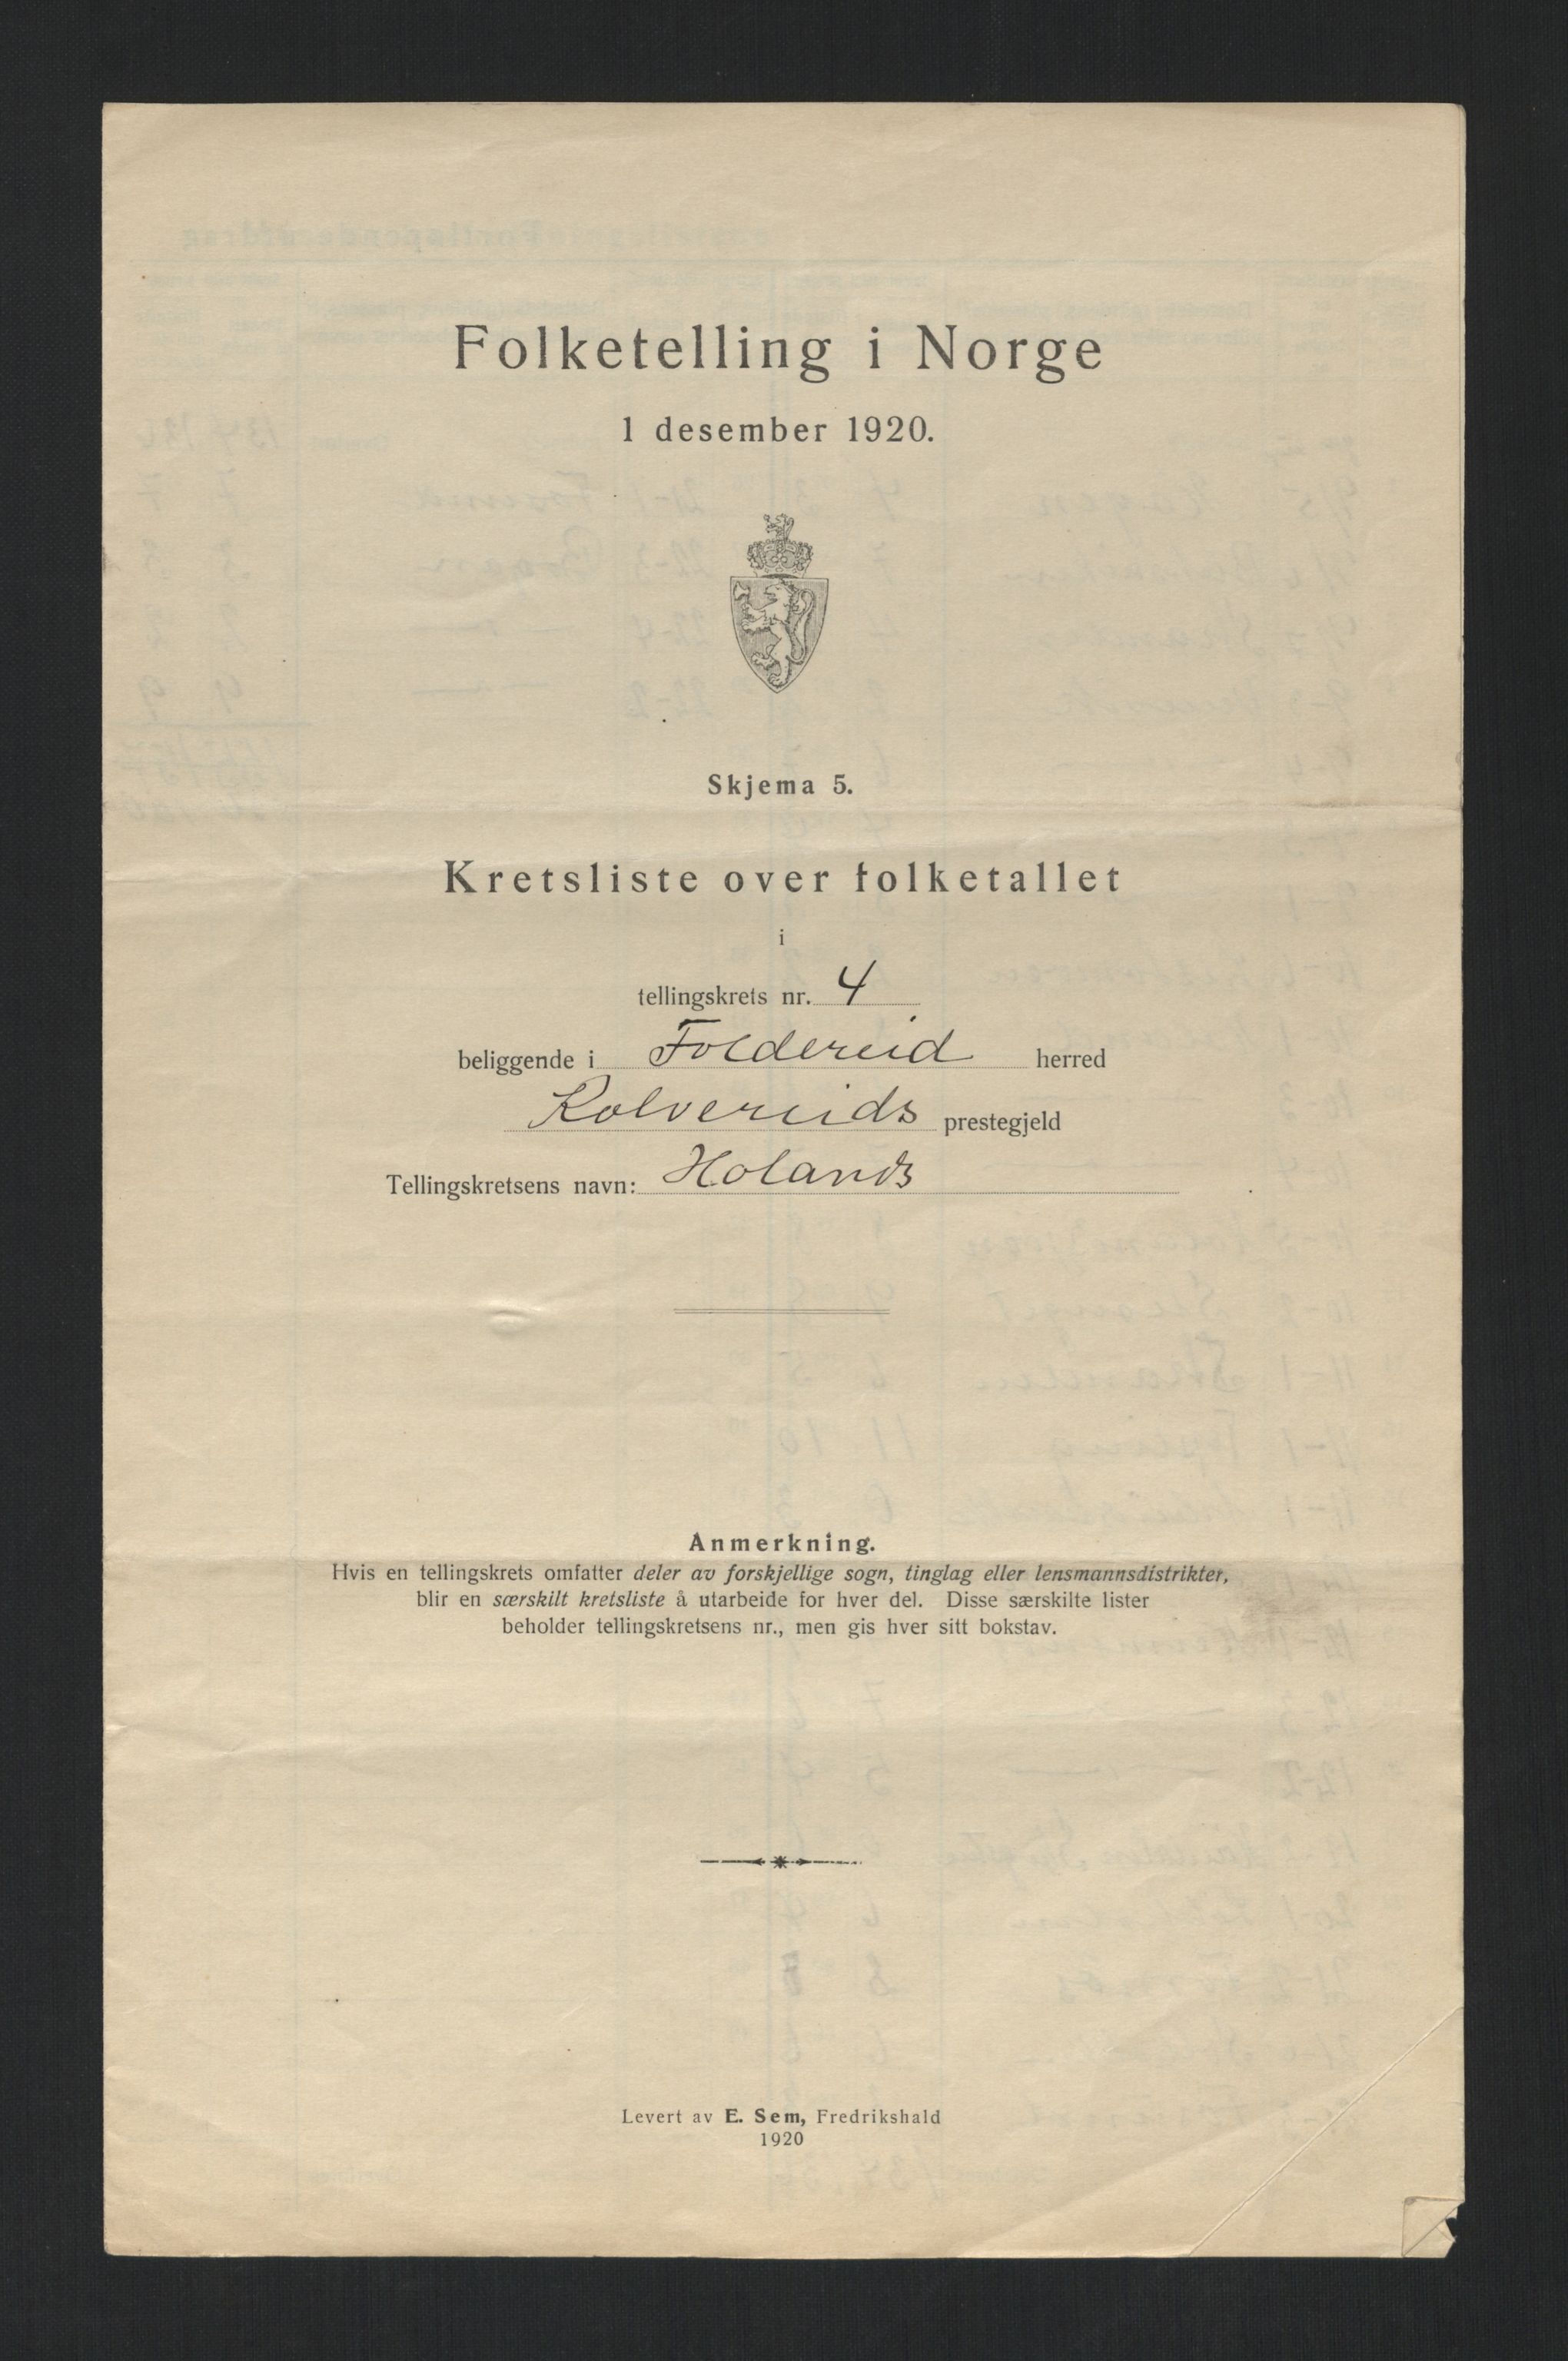 Folketelling i Norge
1 desember 1920.
Skjema 5.
Kretsliste over folketallet
i
tellingskrets nr. 4
beliggende i Foldereid herred
Kolvereids prestegjeld
Tellingskretsens navn: Holands
Anmerkning.
Hvis en tellingskrets omfatter deler av forskjellige sogn, tinglag eller lensmannsdistrikter,
blir en særskilt kretsliste å utarbeide for hver del. Disse særskilte lister
beholder tellingskretsens nr., men gis hver sitt bokstav.
Levert av E. Sem, Fredrikshald
1920